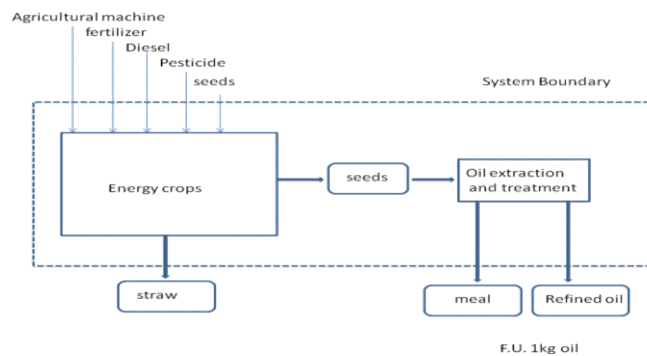 Agricultural machine
fertilizer
Diesel
Pesticide
seeds
System Boundary
Energy crops
seeds
Oil extraction
and treatment
straw
meal
Refined oil
F.U. 1kg oil